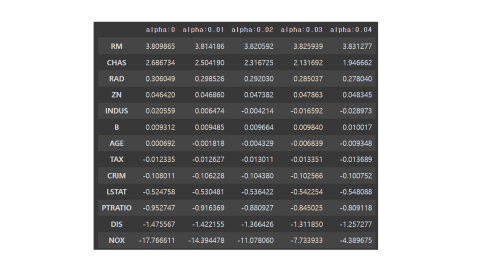 alpha:0 alpha:0.01 alpha:0.02 alpha:0.03 alpha:0.04
RM 3.809865 3.814186 3.820592 3.825939 3.831277
CHAS 2.686734 2.504190 2.316725 2.131692 1.946662
RAD 0.306049 0.298526 0.292030 0.285037 0.278040
ZN 0.046420 0.046860 0.047382 0.047863 0.048345
INDUS 0.020559 0.006474 -0.004214 -0.016592 -0.028973
B 0.009312 0.009485 0.009664 0.009840 0.010017
AGE 0.000692 -0.001818 -0.004329 -0.006839 -0.009348
TAX -0.012335 -0.012627 -0.013011 -0.013351 -0.013689
CRIM -0.108011 -0.106228 -0.104380 -0.102566 -0.100752
LSTAT -0.524758 -0.530481 -0.536422 -0.542254 -0.548088
PTRATIO -0.952747 -0.916369 -0.880927 -0.845025 -0.809118
DIS -1.475567 -1.422155 -1.366426 -1.311850 -1.257277
NOX -17.766611 -14.394478 -11.078060 -7.733933 -4.389675